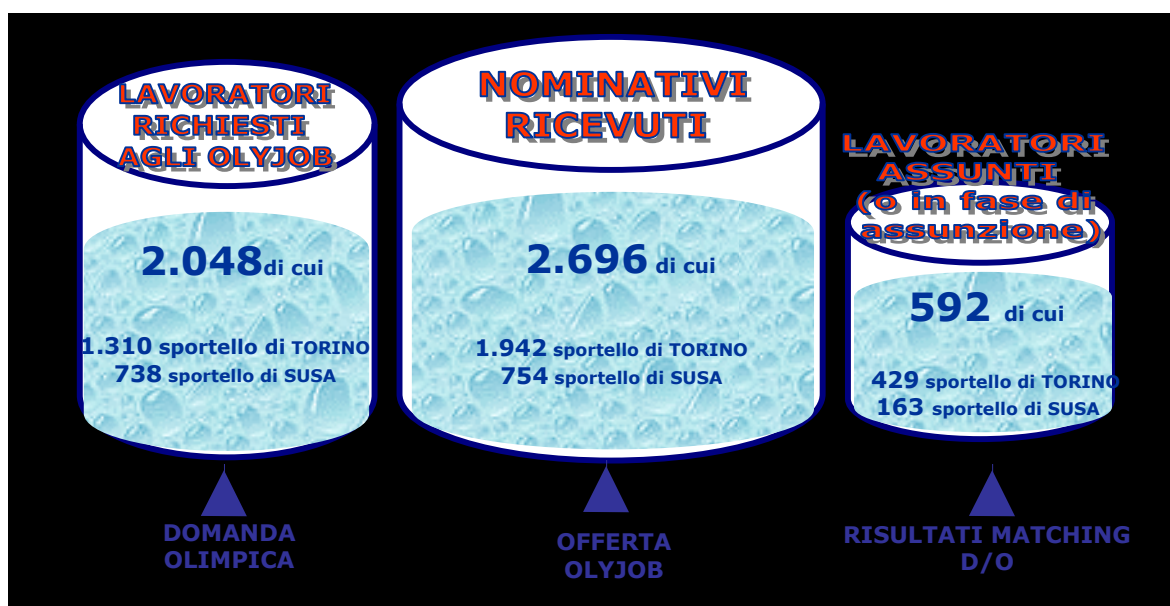 LAVORATORI
RICHIESTI
AGLI OLYJOB
2.048 di cui
1.310 sportello di TORINO
738 sportello di SUSA
DOMANDA
OLIMPICA
NOMINATIVI
RICEVUTI
2.696 di cui
1.942 sportello di TORINO
754 sportello di SUSA
OFFERTA
OLYJOB
LAVORATORI
ASSUNTI
(o in fase di
assunzione)
592 di cui
429 sportello di TORINO
163 sportello di SUSA
RISULTATI MATCHING
D/O